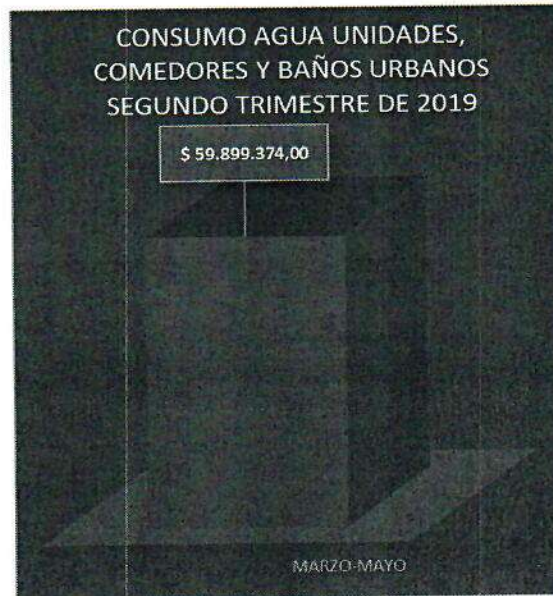 CONSUMO AGUA UNIDADES,
COMEDORES Y BAÑOS URBANOS
SEGUNDO TRIMESTRE DE 2019
$ 59.899.374,00
MARZO-MAYO